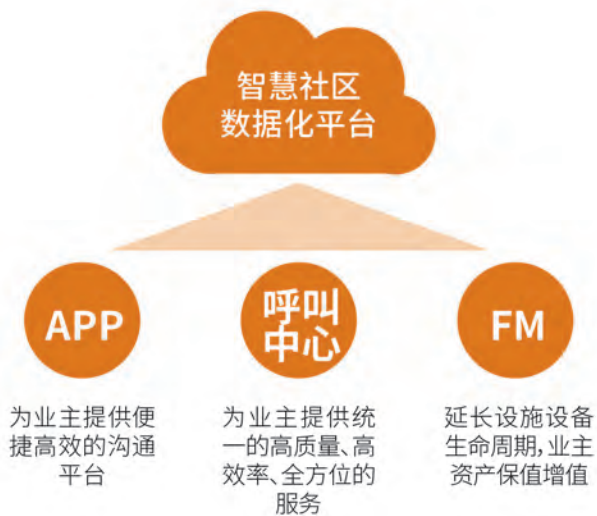 智慧社区
数据化平台
APP
呼叫
中心
FM
为业主提供便
捷高效的沟通
平台
为业主提供统
一的高质量、高
效率、全方位的
服务
延长设施设备
生命周期,业主
资产保值增值